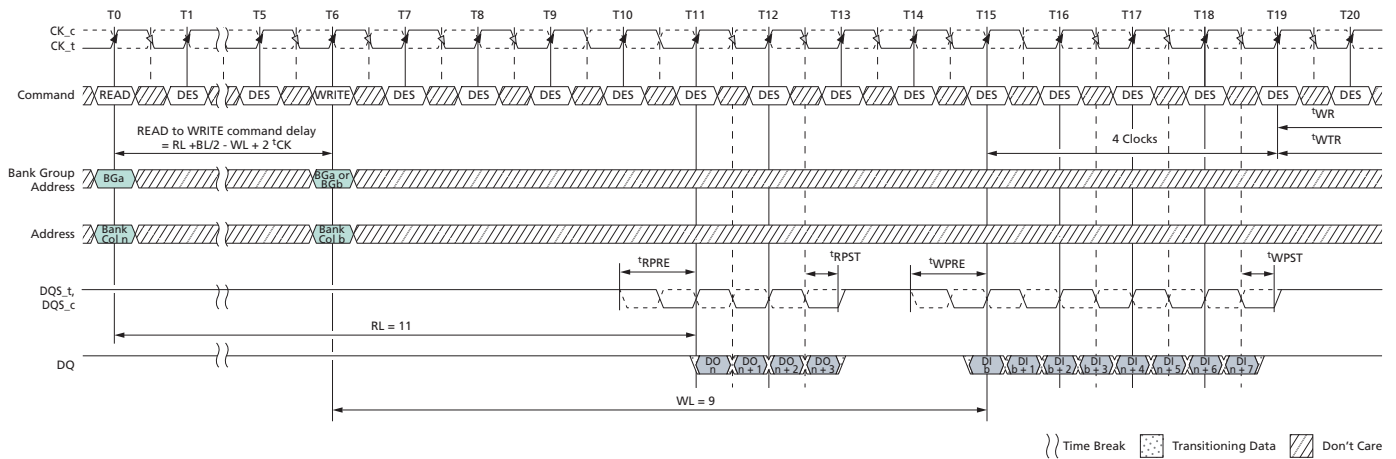 T0 T1 T5 T6 T7 T8 T9 T10 T11 T12 T13 T14 T15 T16 T17 T18 T19 T20
CK_c
CK_t
Command READ DES DES WRITE DES DES DES DES DES DES DES DES DES DES DES DES DES DES
tWR
READ to WRITE command delay
= RL +BL/2 - WL + 2 tCK
4 Clocks
tWTR
Bank Group
Address
BGa
BGa or
BGb
Address
Bank
Col n
Bank
Col b
tRPRE tRPST tWPRE tWPST
DQS_t,
DQS_c
RL = 11
DQ
DO
n
DO
n + 1
DO
n + 2
DO
n + 3
DI
b
DI
b + 1
DI
b + 2
DI
b + 3
DI
n + 4
DI
n + 5
DI
n + 6
DI
n + 7
WL = 9
Time Break Transitioning Data Don't Care